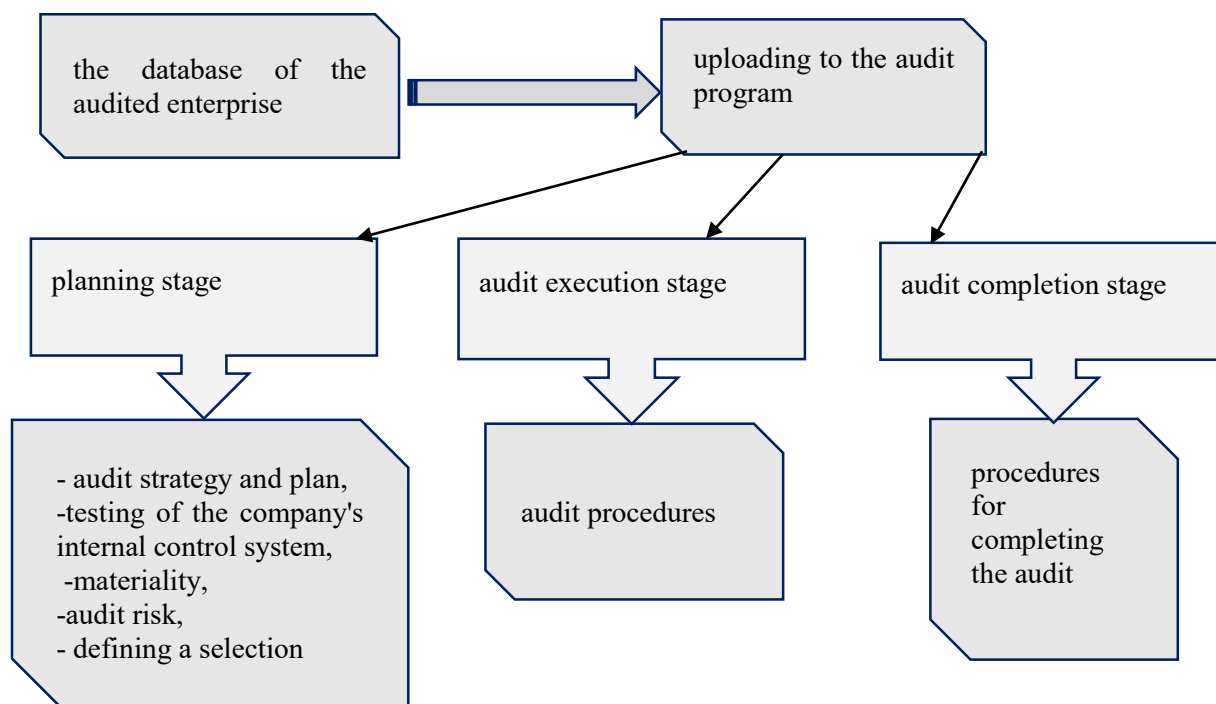 the database of the
audited enterprise
uploading to the audit
program
planning stage
audit execution stage
audit completion stage
- audit strategy and plan,
-testing of the company's
internal control system,
-materiality,
-audit risk,
- defining a selection
audit procedures
procedures
for
completing
the audit